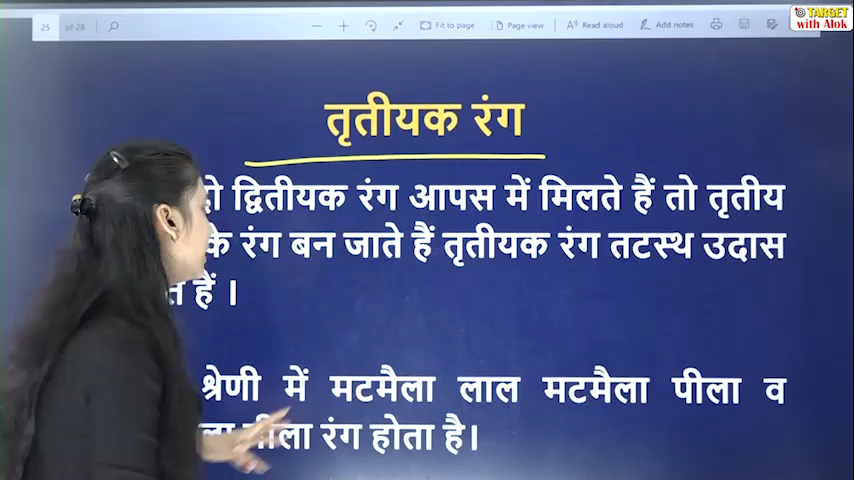 25 of 28 Fit to page Page view Read aloud Add notes
TARGET
with Alok
तृतीयक रंग
द्वितीयक रंग आपस में मिलते हैं तो तृतीय
के रंग बन जाते हैं तृतीयक रंग तटस्थ उदास
हैं ।
श्रेणी में मटमैला लाल मटमैला पीला व
रंग होता है।